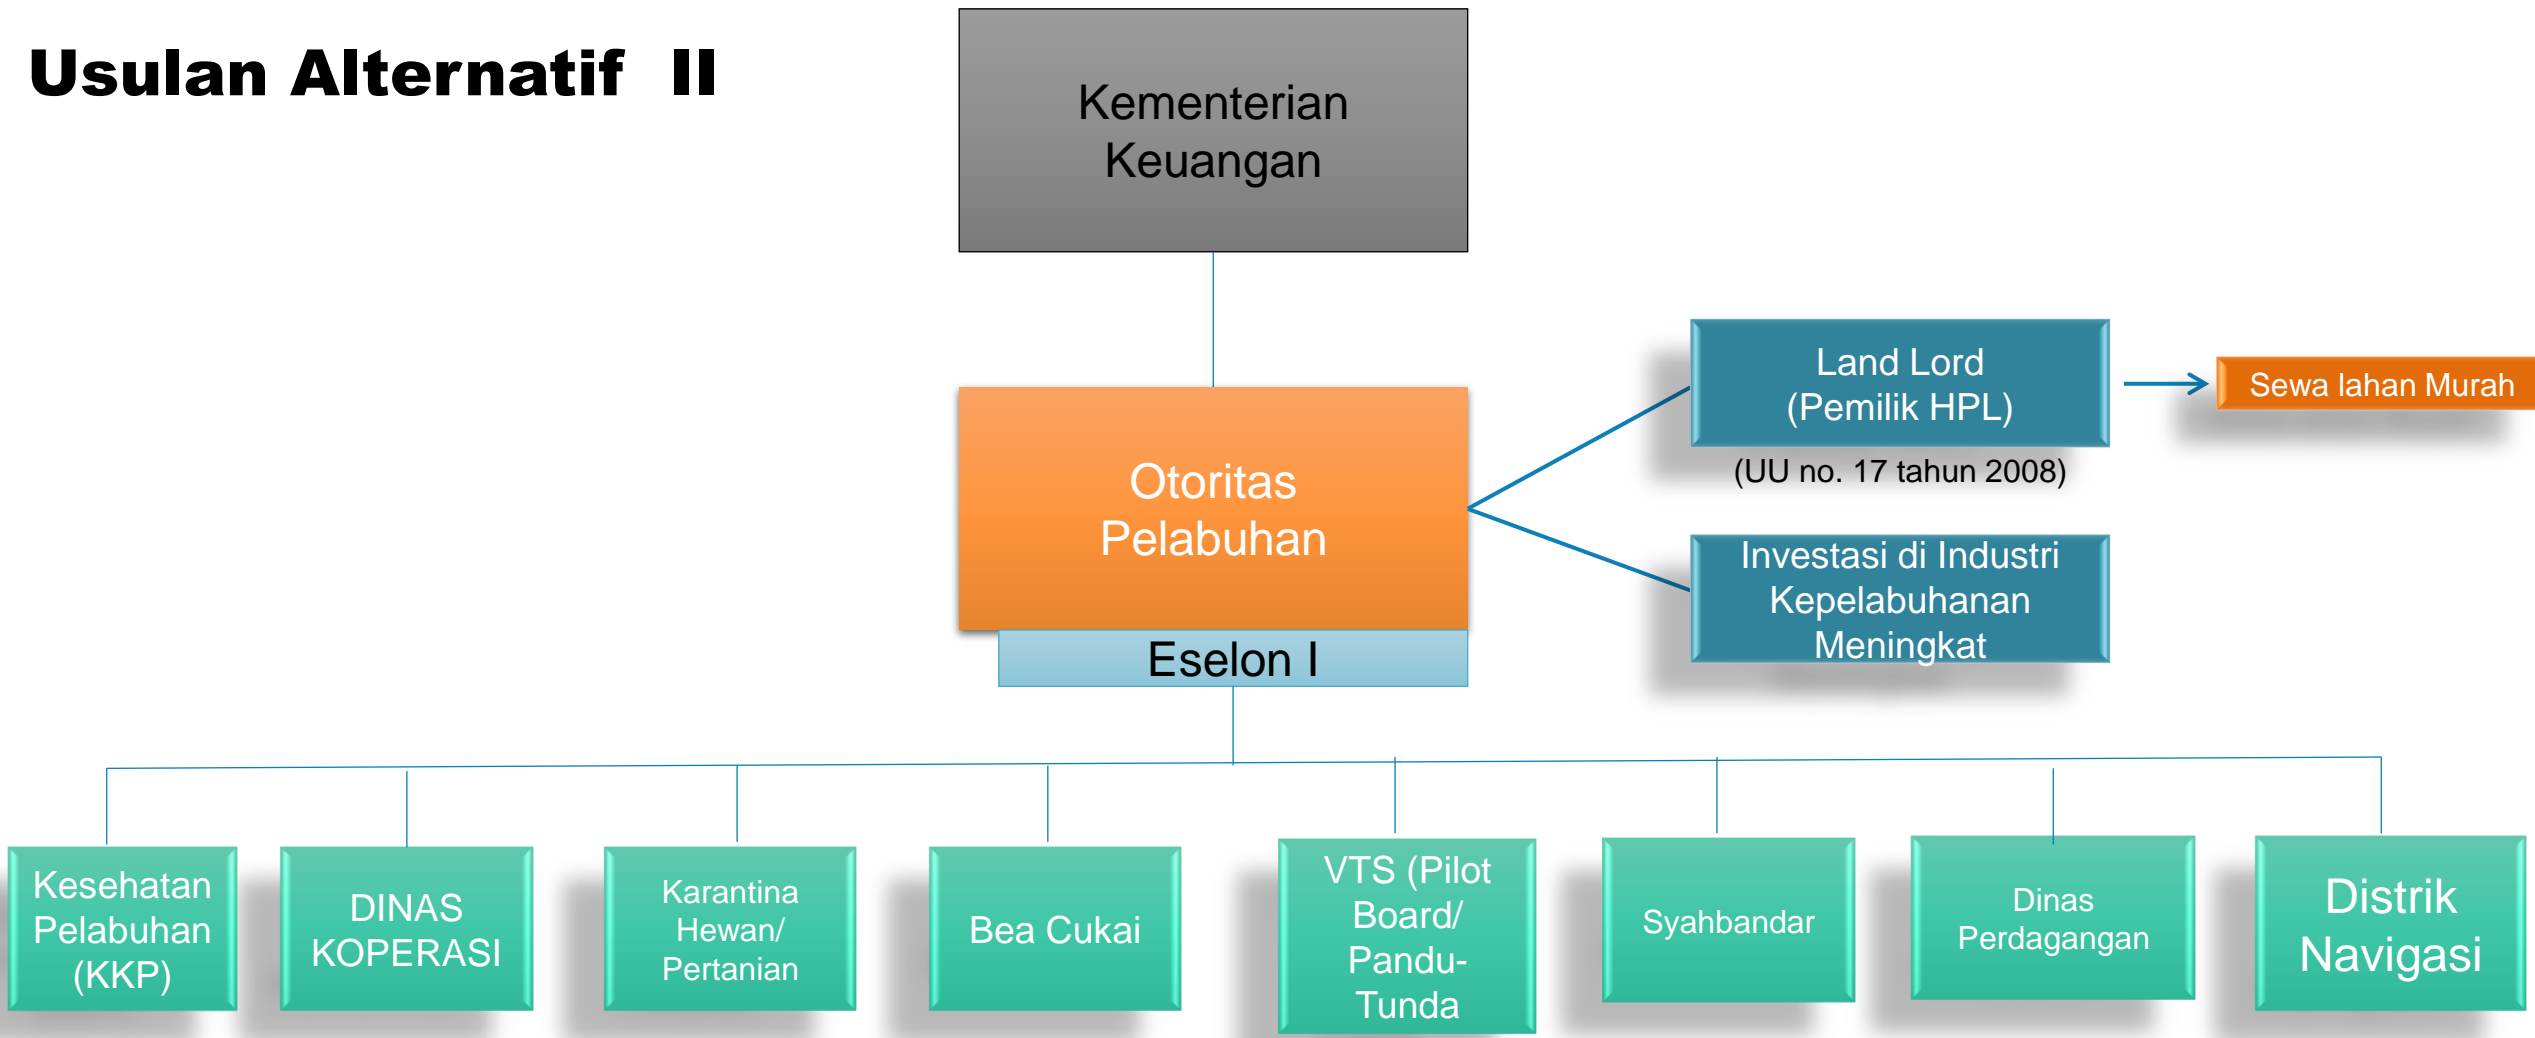 Usulan Alternatif II
Kementerian
Keuangan
Otoritas
Pelabuhan
Eselon I
Land Lord
(Pemilik HPL)
(UU no. 17 tahun 2008)
Sewa lahan Murah
Investasi di Industri
Kepelabuhanan
Meningkat
Kesehatan
Pelabuhan
(KKP)
DINAS
KOPERASI
Karantina
Hewan/
Pertanian
Bea Cukai
VTS (Pilot
Board/
Pandu-
Tunda
Syahbandar
Dinas
Perdagangan
Distrik
Navigasi